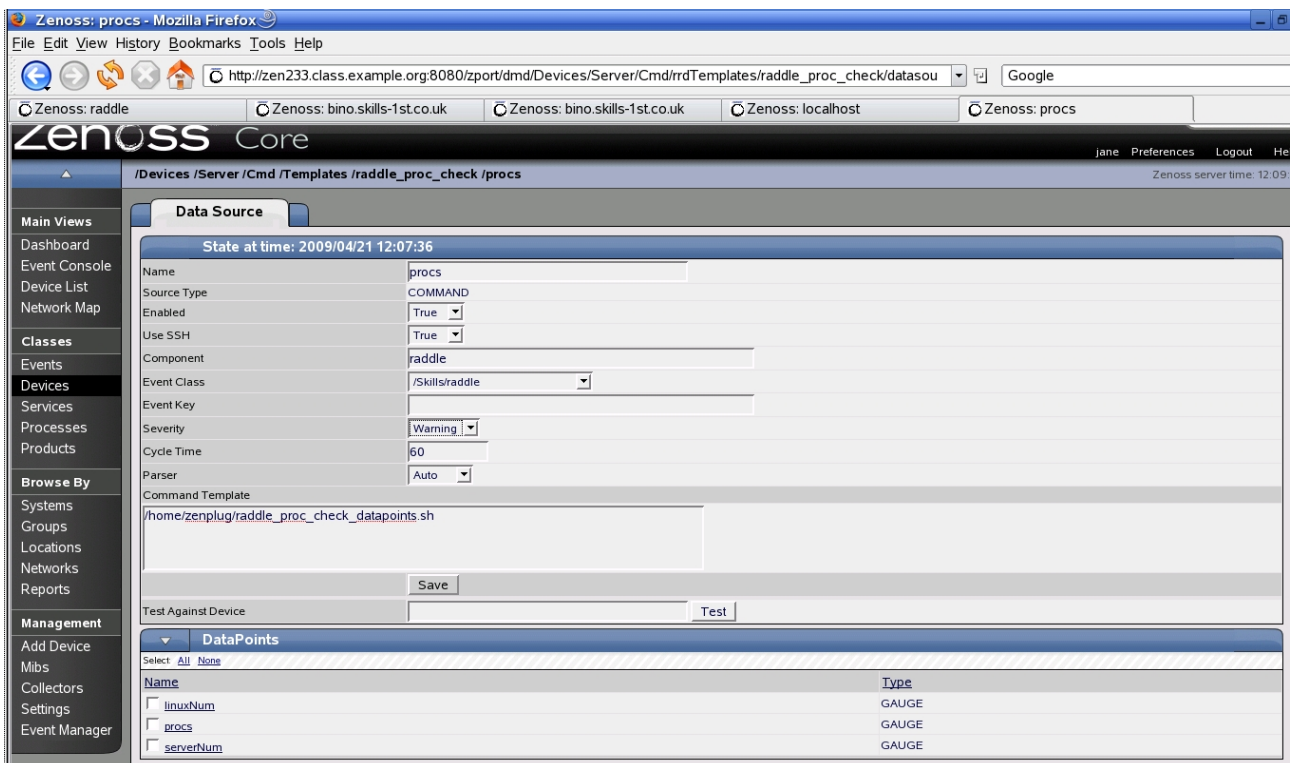 Zenoss: procs - Mozilla Firefox
File Edit View History Bookmarks Tools Help
http://zen233.class.example.org:8080/zport/dmd/Devices/Server/Cmd/rrdTemplates/raddle_proc_check/datasou
Google
Zenoss: raddle
Zenoss: bino.skills-1st.co.uk
Zenoss: bino.skills-1st.co.uk
Zenoss: localhost
Zenoss: procs
zenoss Core
jane Preferences Logout He
/Devices /Server /Cmd /Templates /raddle_proc_check /procs
Zenoss server time: 12:09:
Main Views
Dashboard
Event Console
Device List
Network Map
Classes
Events
Devices
Services
Processes
Products
Browse By
Systems
Groups
Locations
Networks
Reports
Management
Add Device
Mibs
Collectors
Settings
Event Manager
Data Source
State at time: 2009/04/21 12:07:36
Name procs
Source Type COMMAND
Enabled True
Use SSH True
Component raddle
Event Class /Skills/raddle
Event Key
Severity Warning
Cycle Time 60
Parser Auto
Command Template
/home/zenplug/raddle_proc_check_datapoints.sh
Save
Test Against Device Test
DataPoints
Select All None
Name Type
linuxNum GAUGE
procs GAUGE
serverNum GAUGE